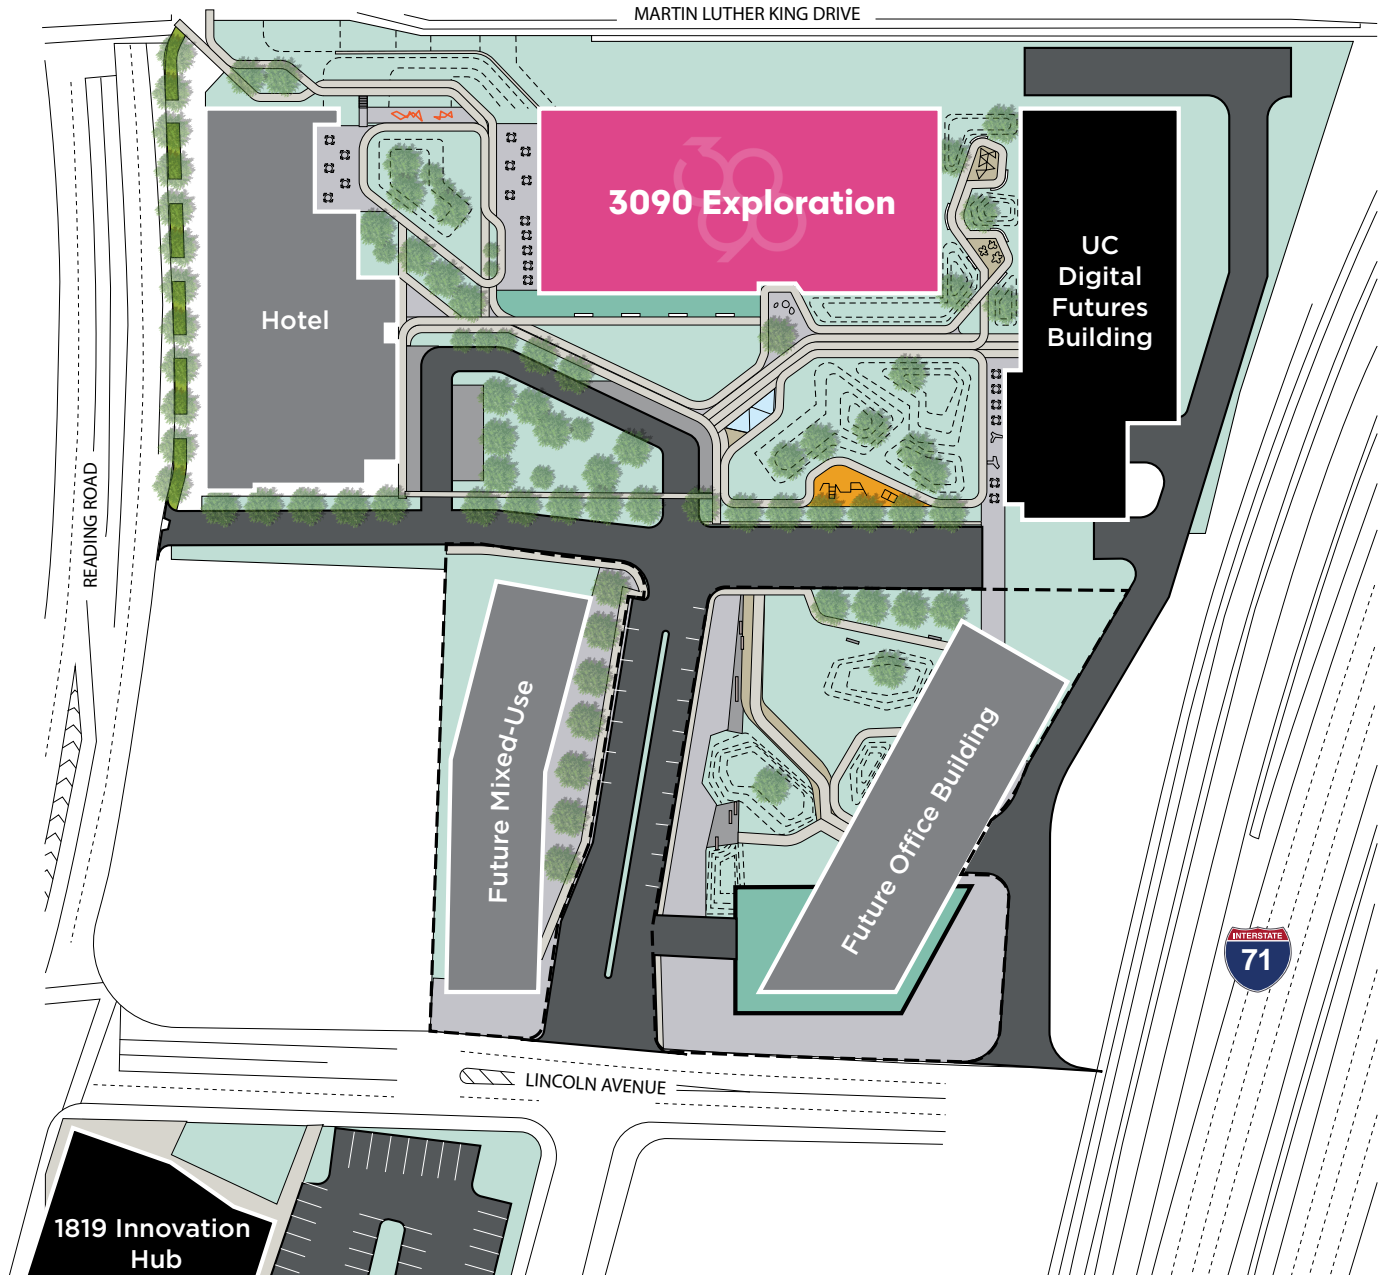 MARTIN LUTHER KING DRIVE
3090
3090 Exploration
UC
Digital
Futures
Building
Hotel
READING ROAD
Future Mixed-Use
Future Office Building
INTERSTATE
71
LINCOLN AVENUE
1819 Innovation
Hub